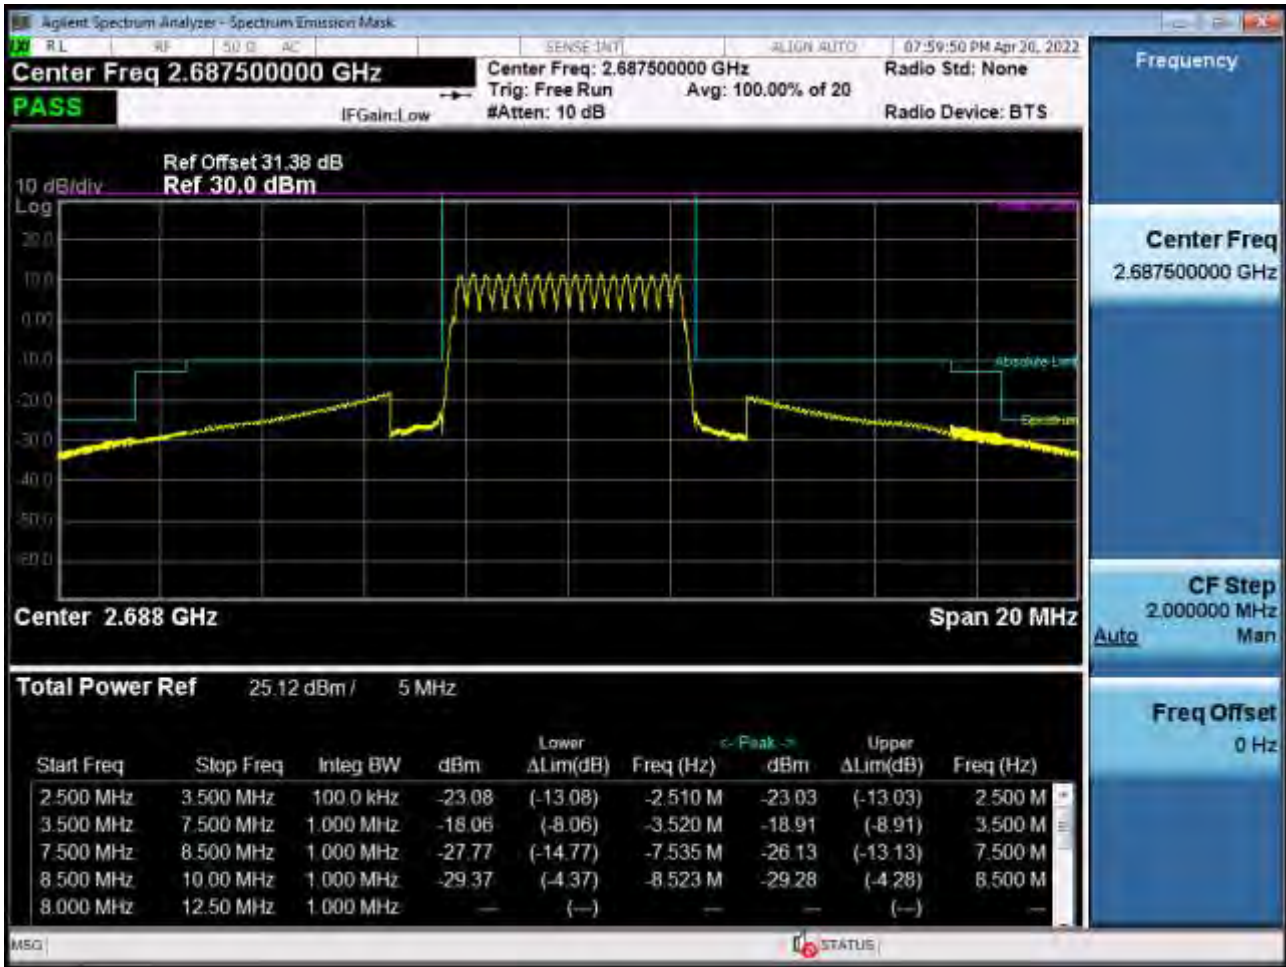 Agilent Spectrum Analyzer - Spectrum Emission Mask
RL RF 50 Ω AC SENSE:INT ALIGN AUTO 07:59:50 PM Apr 20, 2022
Center Freq 2.687500000 GHz
Center Freq: 2.687500000 GHz Radio Std: None
Trig: Free Run Avg: 100.00% of 20
PASS IFGain:Low #Atten: 10 dB Radio Device: BTS
Ref Offset 31.38 dB
10 dB/div Ref 30.0 dBm
Log
20.0
10.0
0.00
-10.0
Absolute Limit
-20.0
Spectrum
-30.0
-40.0
-50.0
-60.0
Center 2.688 GHz Span 20 MHz
Total Power Ref 25.12 dBm / 5 MHz
Lower <- Peak -> Upper
Start Freq Stop Freq Integ BW dBm ΔLim(dB) Freq (Hz) dBm ΔLim(dB) Freq (Hz)
2.500 MHz 3.500 MHz 100.0 kHz -23.08 (-13.08) -2.510 M -23.03 (-13.03) 2.500 M
3.500 MHz 7.500 MHz 1.000 MHz -18.06 (-8.06) -3.520 M -18.91 (-8.91) 3.500 M
7.500 MHz 8.500 MHz 1.000 MHz -27.77 (-14.77) -7.535 M -26.13 (-13.13) 7.500 M
8.500 MHz 10.00 MHz 1.000 MHz -29.37 (-4.37) -8.523 M -29.28 (-4.28) 8.500 M
8.000 MHz 12.50 MHz 1.000 MHz --- (---) --- --- (---) ---
MSG STATUS
Frequency
Center Freq
2.687500000 GHz
CF Step
2.000000 MHz
Auto Man
Freq Offset
0 Hz